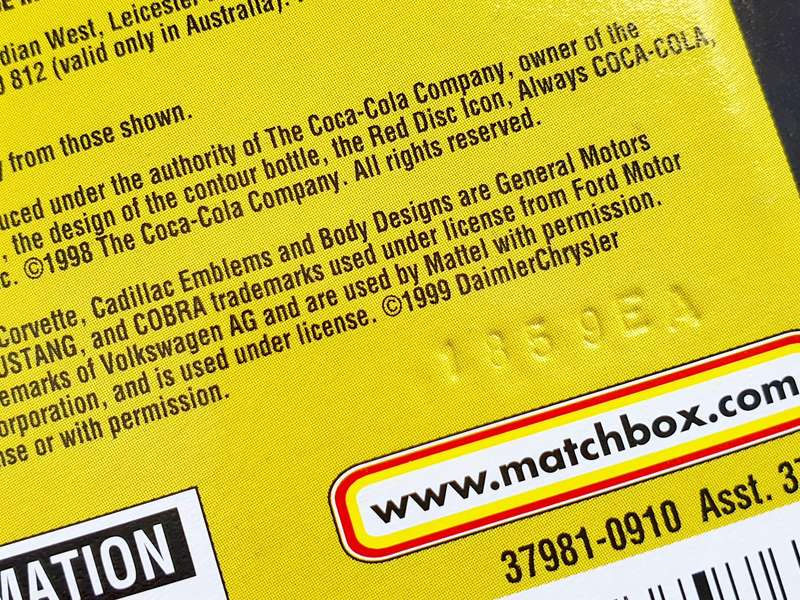 dian West, Leicester
812 (valid only in Australia).
from those shown.
uced under the authority of The Coca-Cola Company, owner of the
, the design of the contour bottle, the Red Disc Icon, Always COCA-COLA,
c. ©1998 The Coca-Cola Company. All rights reserved.
Corvette, Cadillac Emblems and Body Designs are General Motors
USTANG, and COBRA trademarks used under license from Ford Motor
emarks of Volkswagen AG and are used by Mattel with permission.
orporation, and is used under license. ©1999 DaimlerChrysler
nse or with permission.
1859EA
www.matchbox.com
37981-0910 Asst. 37
MATION